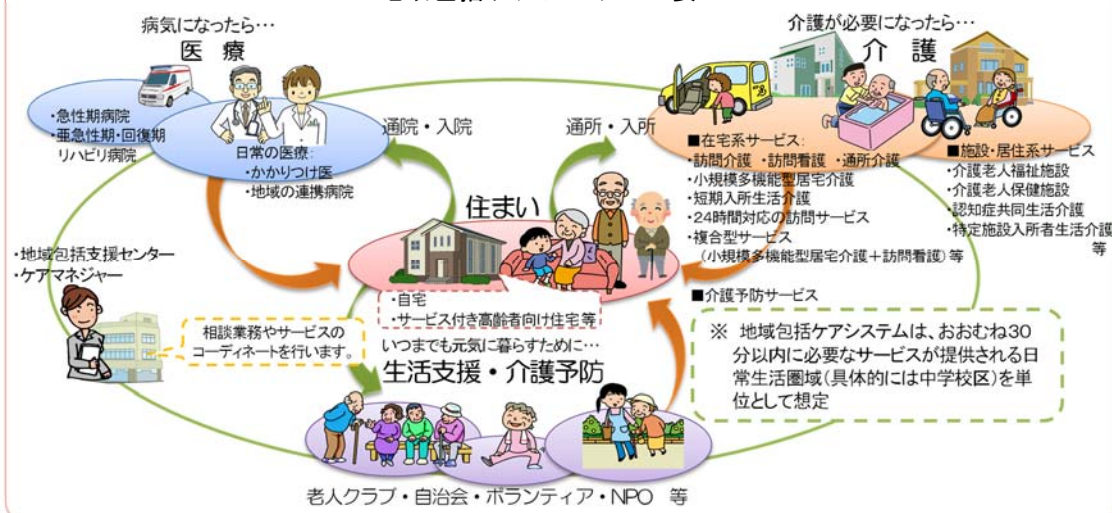 病気になったら…
医 療
・急性期病院
・亜急性期・回復期
リハビリ病院
日常の医療：
・かかりつけ医
・地域の連携病院
通院・入院
通所・入所
介護が必要になったら…
介 護
■在宅系サービス：
・訪問介護 ・訪問看護 ・通所介護
・小規模多機能型居宅介護
・短期入所生活介護
・24時間対応の訪問サービス
・複合型サービス
（小規模多機能型居宅介護＋訪問看護）等
■介護予防サービス
■施設・居住系サービス
・介護老人福祉施設
・介護老人保健施設
・認知症共同生活介護
・特定施設入所者生活介護
等
住まい
・自宅
・サービス付き高齢者向け住宅等
・地域包括支援センター
・ケアマネジャー
相談業務やサービスの
コーディネートを行います。
いつまでも元気に暮らすために…
生活支援・介護予防
老人クラブ・自治会・ボランティア・NPO 等
※ 地域包括ケアシステムは、おおむね30
分以内に必要なサービスが提供される日
常生活圏域（具体的には中学校区）を単
位として想定